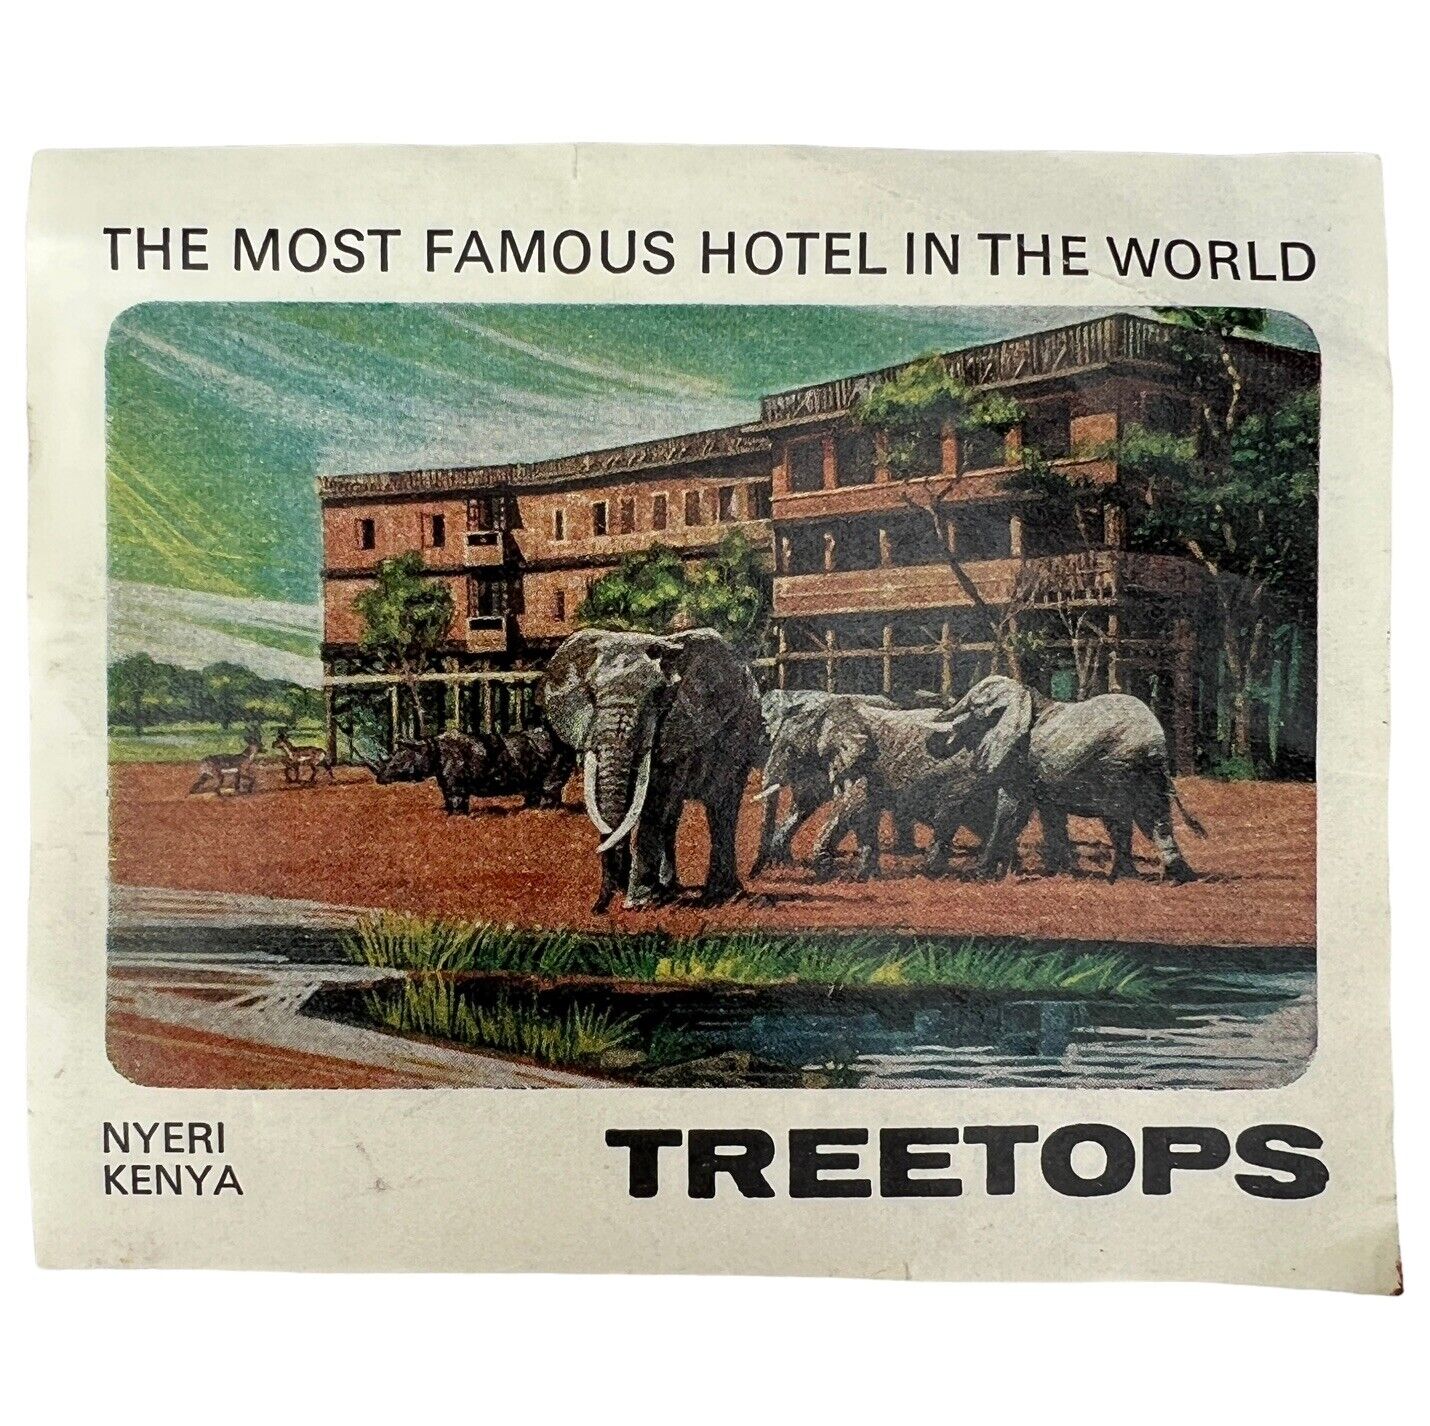 THE MOST FAMOUS HOTEL IN THE WORLD
NYERI
KENYA
TREETOPS